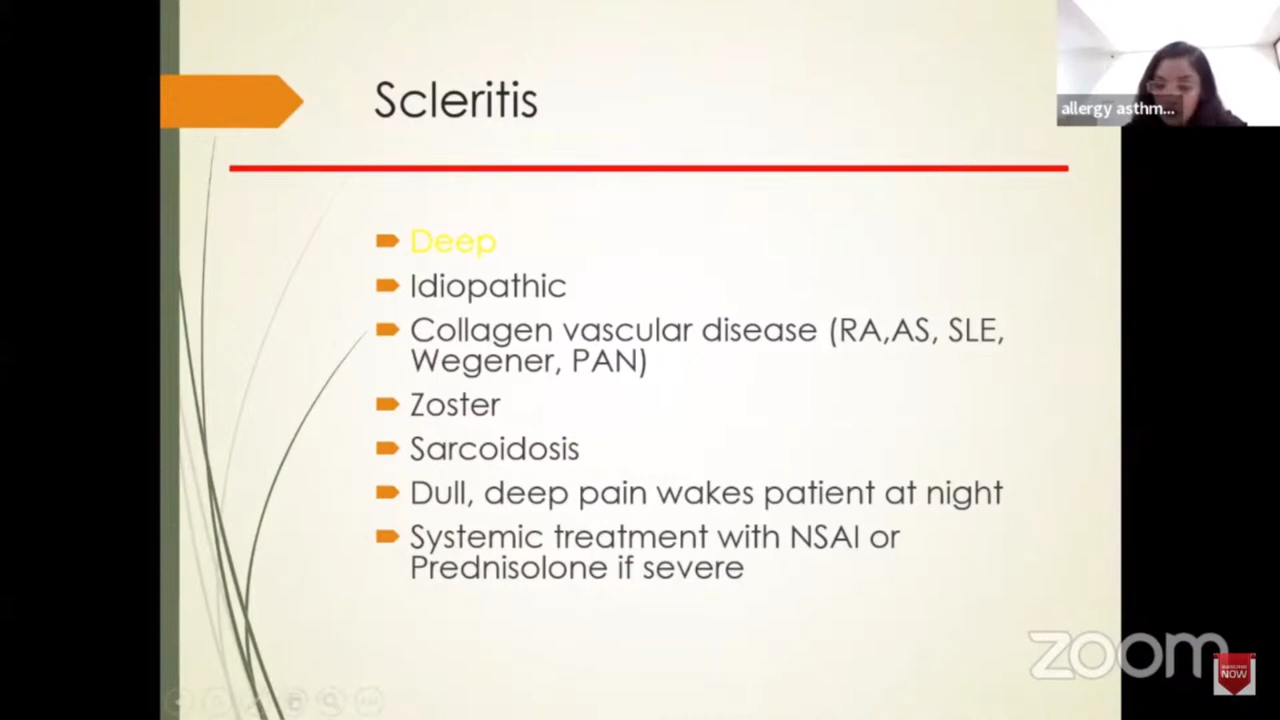 Scleritis
allergy asthm...
Deep
Idiopathic
Collagen vascular disease (RA,AS, SLE,
Wegener, PAN)
Zoster
Sarcoidosis
Dull, deep pain wakes patient at night
Systemic treatment with NSAI or
Prednisolone if severe
zoom
SUBSCRIBE
NOW